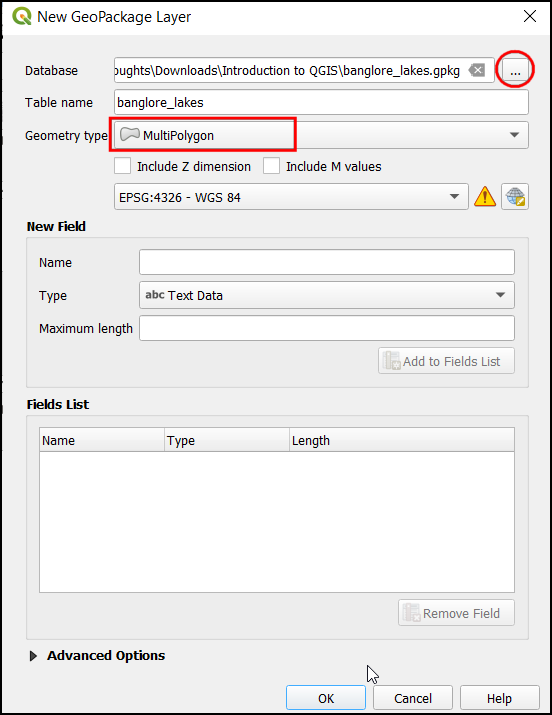 New GeoPackage Layer
Database oughts\Downloads\Introduction to QGIS\banglore_lakes.gpkg ...
Table name banglore_lakes
Geometry type MultiPolygon
Include Z dimension Include M values
EPSG:4326 - WGS 84
New Field
Name
Type abc Text Data
Maximum length
Add to Fields List
Fields List
Name Type Length
Remove Field
Advanced Options
OK Cancel Help